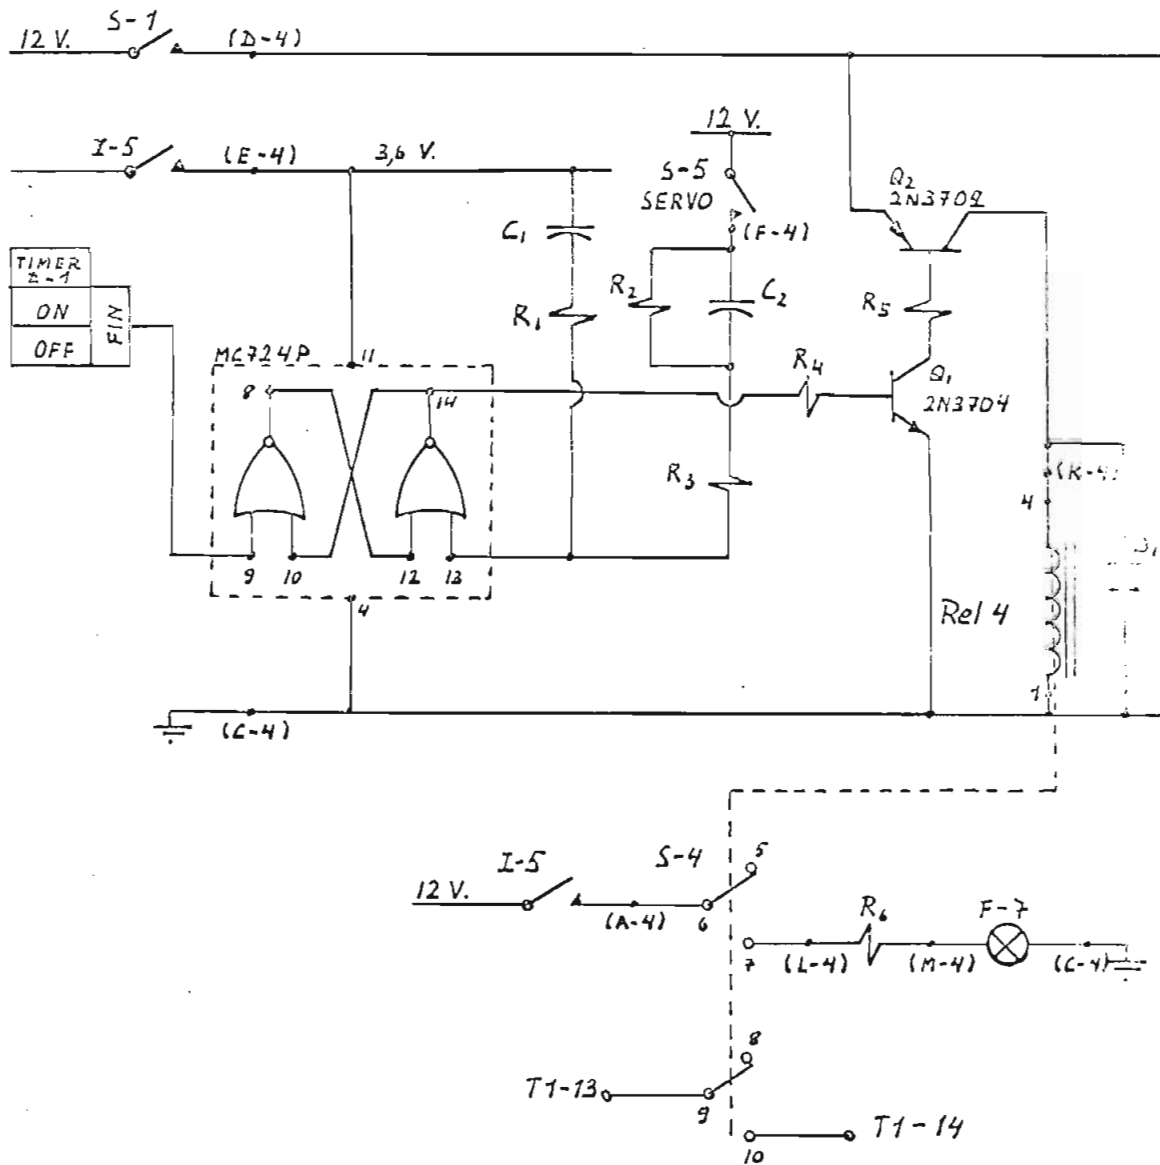 S-1
12 V.
(D-4)
I-5
(E-4)
3,6 V.
12 V.
S-5
SERVO
(F-4)
Q2
2N3702
C1
R1
R2
C2
R5
TIMER
ON
OFF
FIN
MC724P
11
8
14
R4
Q1
2N3704
R3
(K-4)
4
9
10
12
13
4
Rel 4
1
(C-4)
I-5
S-4
5
12 V.
(A-4)
6
R6
F-7
7
(L-4)
(M-4)
(C-4)
8
T1-13
9
T1-14
10